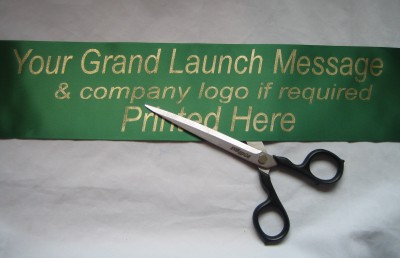 Your Grand Launch Message
& company logo if required
Printed Here